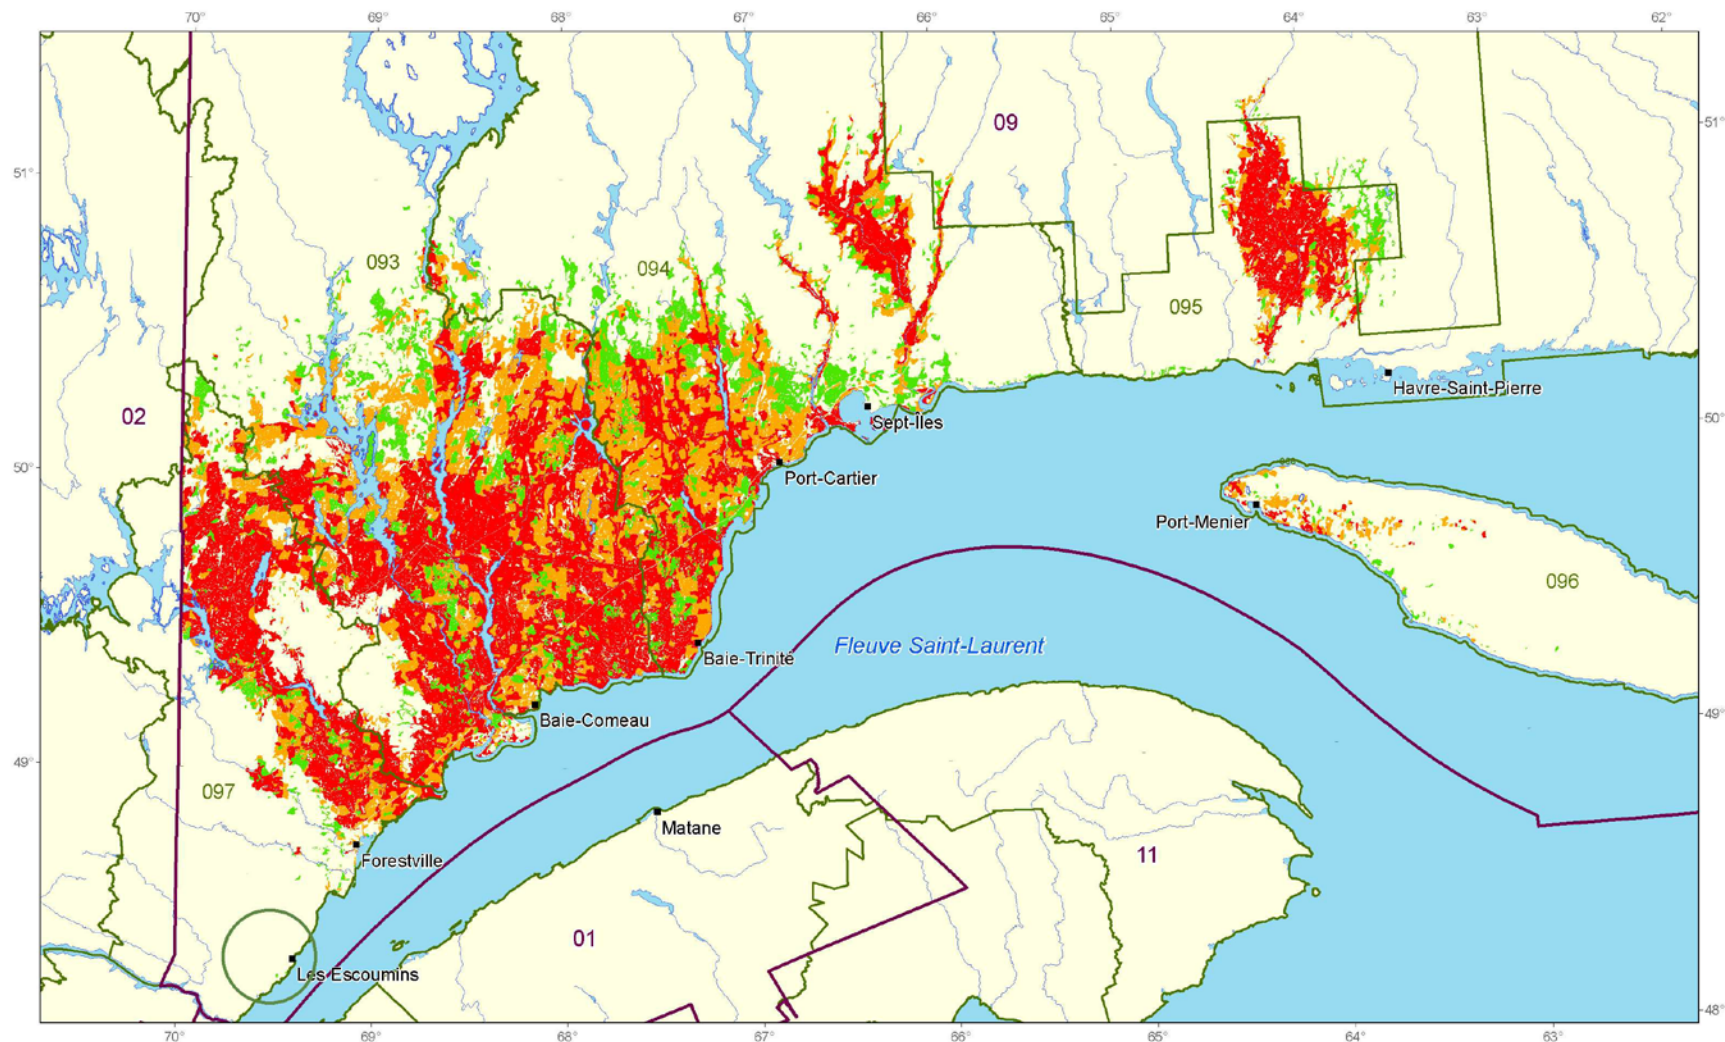 70° 69° 68° 67° 66° 65° 64° 63° 62°
09
51°
51°
093
094
095
Havre-Saint-Pierre
02
Sept-Îles
50°
50°
Port-Cartier
Port-Menier
096
Fleuve Saint-Laurent
Baie-Trinité
Baie-Comeau
49°
49°
097
Matane
11
Forestville
01
Les Escoumins
48°
70° 69° 68° 67° 66° 65° 64° 63°